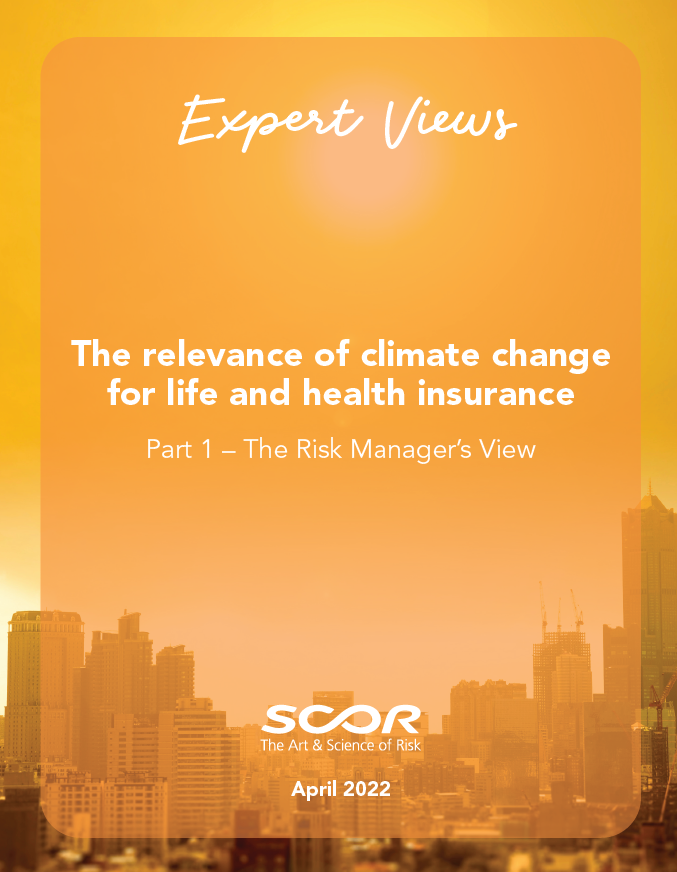 Expert Views
The relevance of climate change
for life and health insurance
Part 1 – The Risk Manager’s View
SCOR
The Art & Science of Risk
April 2022